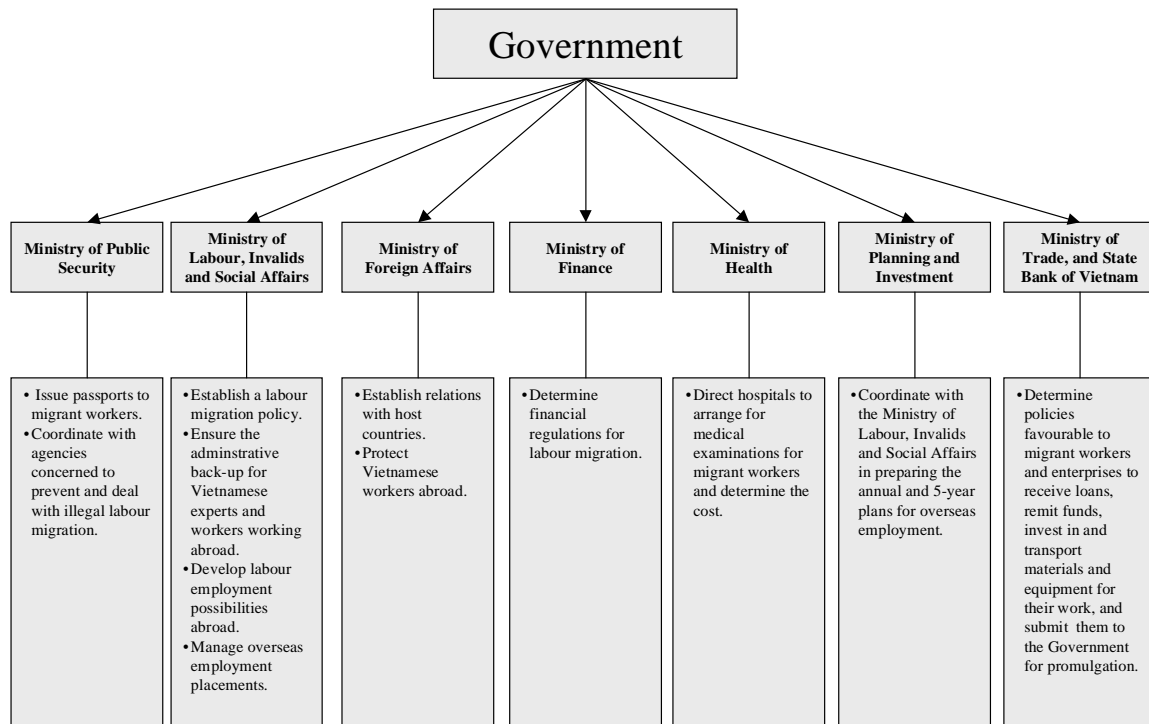 Government
Ministry of Public
Security
Ministry of
Labour, Invalids
and Social Affairs
Ministry of
Foreign Affairs
Ministry of
Finance
Ministry of
Health
Ministry of
Planning and
Investment
Ministry of
Trade, and State
Bank of Vietnam
• Issue passports to
migrant workers.
• Coordinate with
agencies
concerned to
prevent and deal
with illegal labour
migration.
• Establish a labour
migration policy.
• Ensure the
adminstrative
back-up for
Vietnamese
experts and
workers working
abroad.
• Develop labour
employment
possibilities
abroad.
• Manage overseas
employment
placements.
• Establish relations
with host
countries.
• Protect
Vietnamese
workers abroad.
• Determine
financial
regulations for
labour migration.
• Direct hospitals to
arrange for
medical
examinations for
migrant workers
and determine the
cost.
• Coordinate with
the Ministry of
Labour, Invalids
and Social Affairs
in preparing the
annual and 5-year
plans for overseas
employment.
• Determine
policies
favourable to
migrant workers
and enterprises to
receive loans,
remit funds,
invest in and
transport
materials and
equipment for
their work, and
submit them to
the Government
for promulgation.